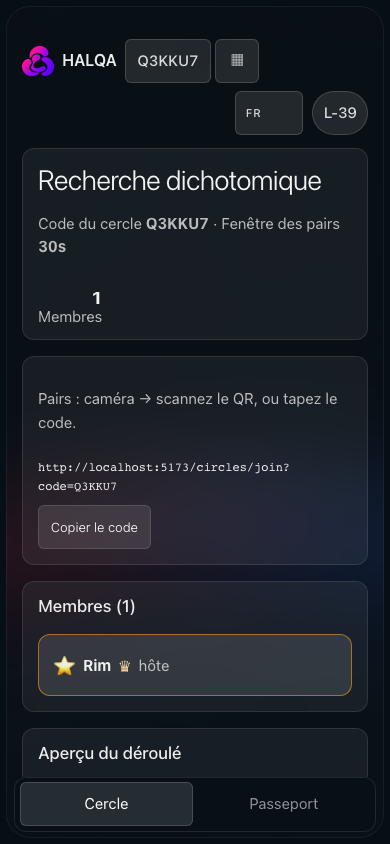 HALQA Q3KKU7
FR L-39
Recherche dichotomique
Code du cercle Q3KKU7 · Fenêtre des pairs
30s
1
Membres
Pairs : caméra → scannez le QR, ou tapez le
code.
http://localhost:5173/circles/join?
code=Q3KKU7
Copier le code
Membres (1)
Rim ♛ hôte
Aperçu du déroulé
Cercle Passeport